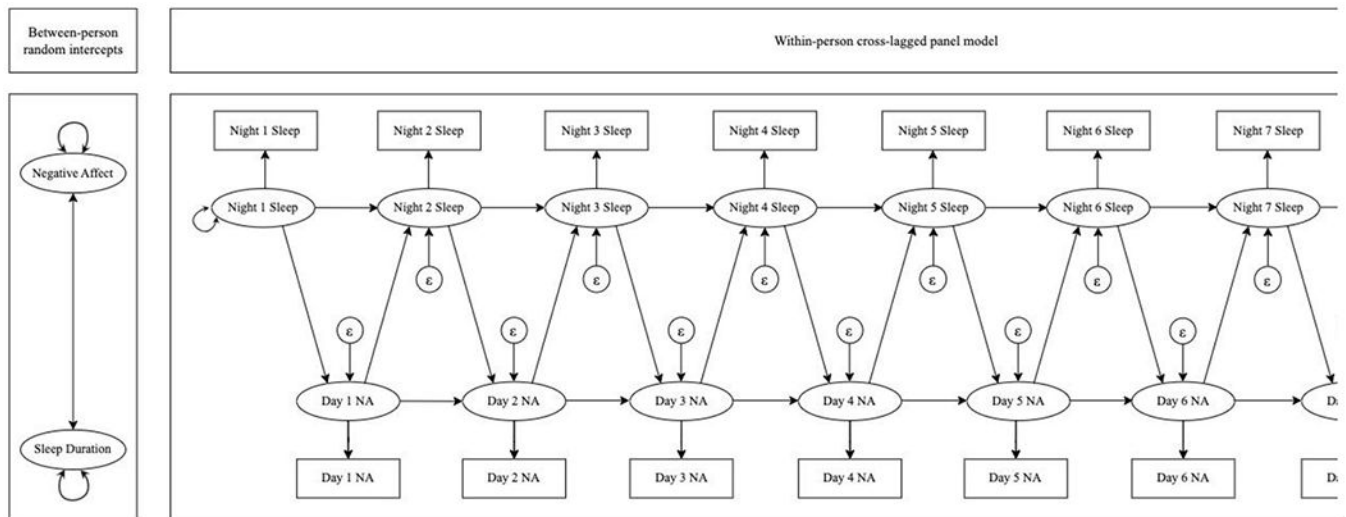 Between-person
random intercepts
Within-person cross-lagged panel model
Night 1 Sleep
Night 2 Sleep
Night 3 Sleep
Night 4 Sleep
Night 5 Sleep
Night 6 Sleep
Night 7 Sleep
Negative Affect
Night 1 Sleep
Night 2 Sleep
Night 3 Sleep
Night 4 Sleep
Night 5 Sleep
Night 6 Sleep
Night 7 Sleep
ε
ε
ε
ε
ε
ε
ε
ε
ε
ε
ε
ε
Day 1 NA
Day 2 NA
Day 3 NA
Day 4 NA
Day 5 NA
Day 6 NA
Sleep Duration
Day 1 NA
Day 2 NA
Day 3 NA
Day 4 NA
Day 5 NA
Day 6 NA